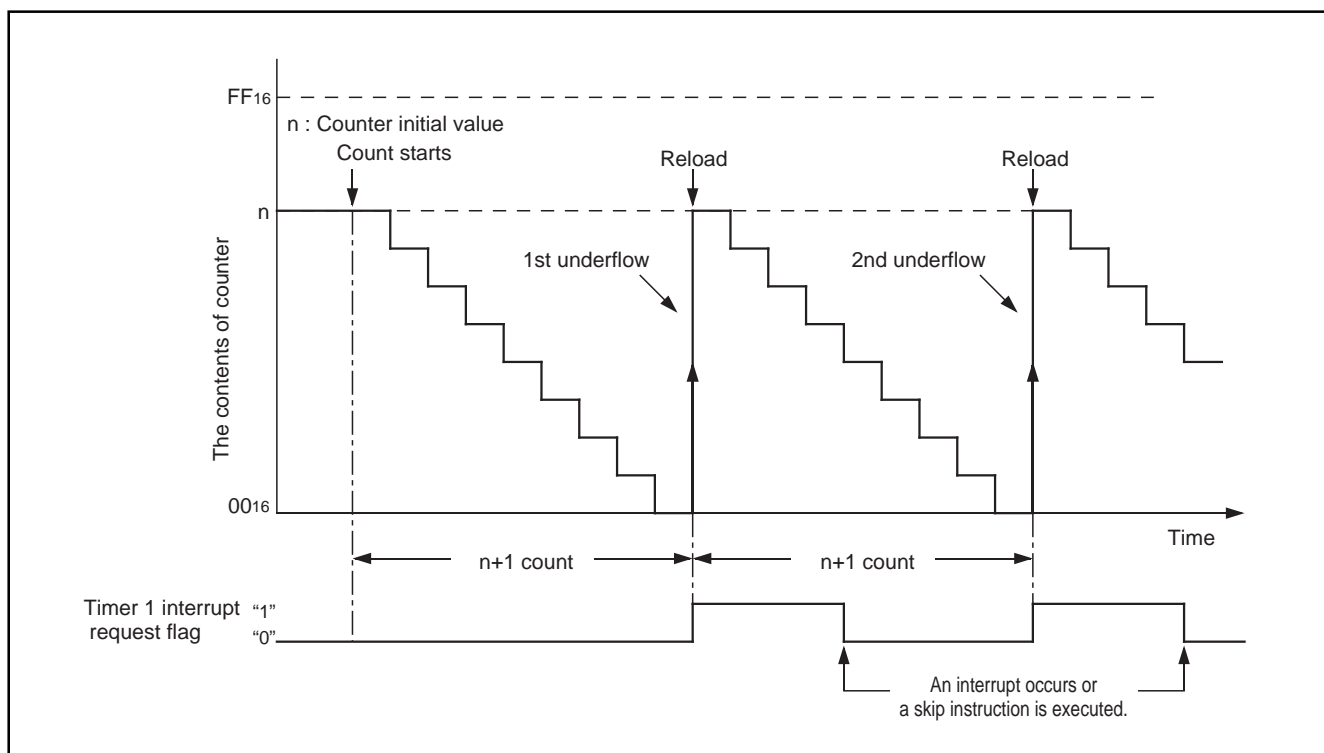 FF16
n : Counter initial value
Count starts
Reload
Reload
n
The contents of counter
1st underflow
2nd underflow
0016
Time
n+1 count
n+1 count
Timer 1 interrupt
request flag
“1”
“0”
An interrupt occurs or
a skip instruction is executed.